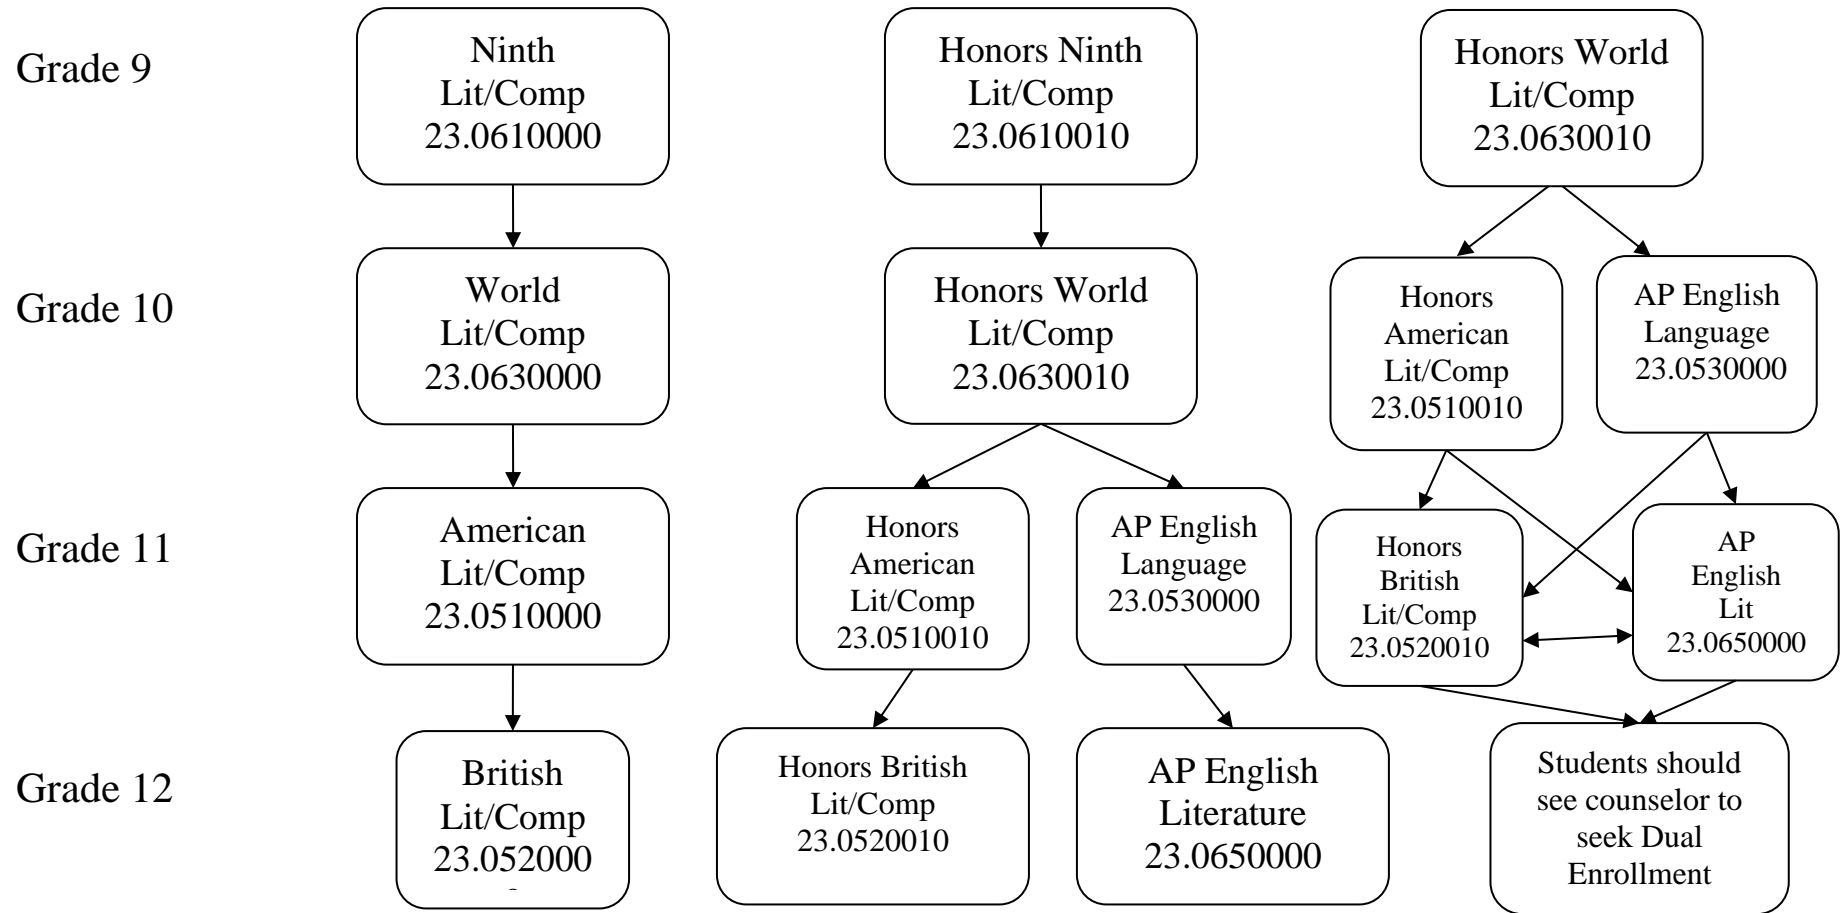 Grade 9
Ninth
Lit/Comp
23.0610000
Honors Ninth
Lit/Comp
23.0610010
Honors World
Lit/Comp
23.0630010
Grade 10
World
Lit/Comp
23.0630000
Honors World
Lit/Comp
23.0630010
Honors
American
Lit/Comp
23.0510010
AP English
Language
23.0530000
Grade 11
American
Lit/Comp
23.0510000
Honors
American
Lit/Comp
23.0510010
AP English
Language
23.0530000
Honors
British
Lit/Comp
23.0520010
AP
English
Lit
23.0650000
Grade 12
British
Lit/Comp
23.052000
Honors British
Lit/Comp
23.0520010
AP English
Literature
23.0650000
Students should
see counselor to
seek Dual
Enrollment